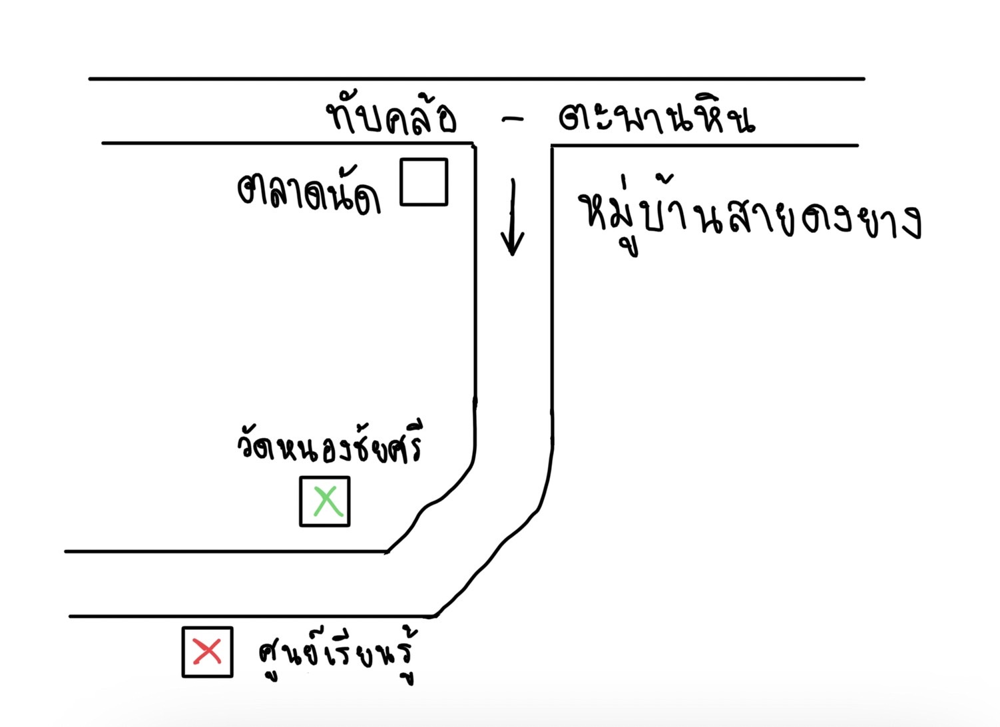 ทับคล้อ - ตะพานหิน
ตลาดนัด
หมู่บ้านสายดงยาง
วัดหนองชัยศรี
ศูนย์เรียนรู้